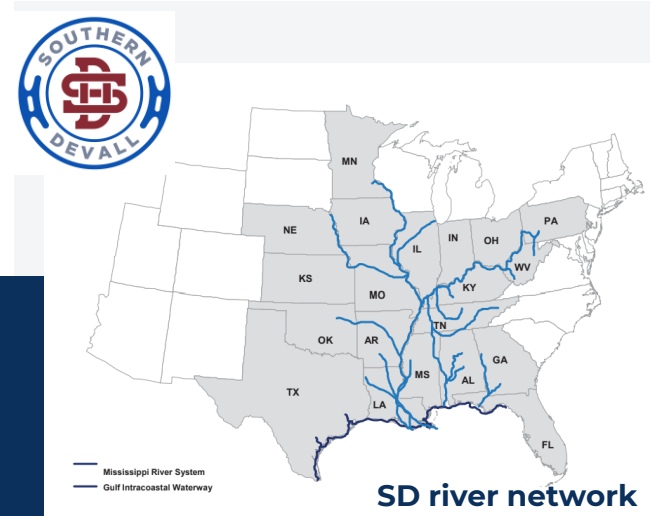 SOUTHERN
SDH
DEVALL
MN
IA
NE
IL
IN
OH
PA
WV
KS
MO
KY
TN
OK
AR
GA
MS
AL
TX
LA
FL
Mississippi River System
Gulf Intracoastal Waterway
SD river network